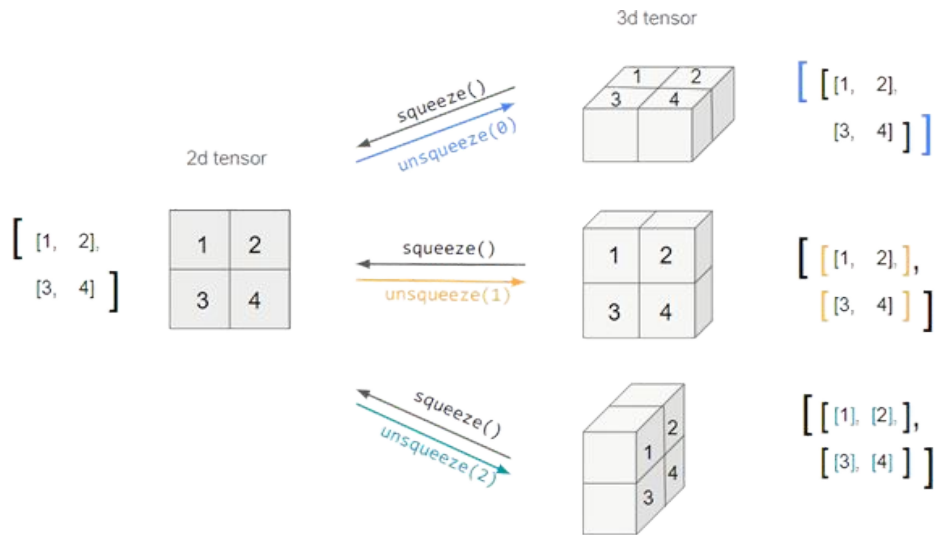 3d tensor
1 2
3 4
[ [[1, 2],
[3, 4] ] ]
squeeze()
unsqueeze(0)
2d tensor
[ [1, 2],
[3, 4] ]
1 2
3 4
squeeze()
unsqueeze(1)
1 2
3 4
[ [[1, 2], ],
[[3, 4] ] ]
squeeze()
unsqueeze(2)
1 2
3 4
[ [[1], [2], ],
[[3], [4] ] ]